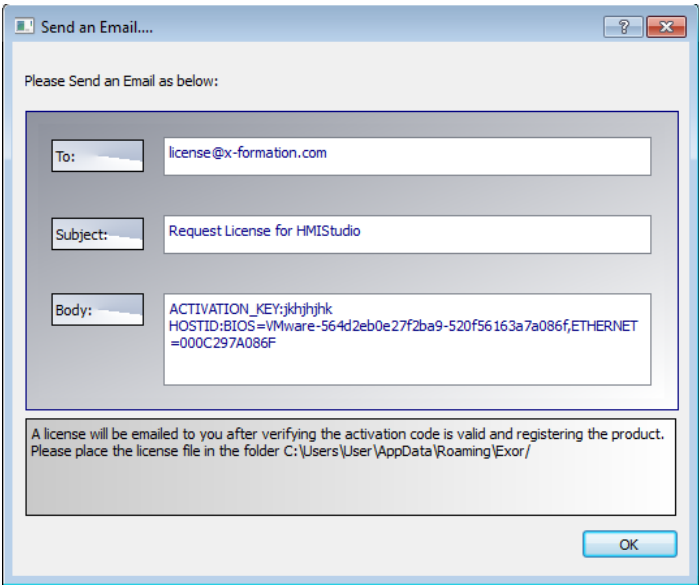 Send an Email....
?
Please Send an Email as below:
To:
license@x-formation.com
Subject:
Request License for HMIStudio
Body:
ACTIVATION_KEY:jkhjhjhk
HOSTID:BIOS=VMware-564d2eb0e27f2ba9-520f56163a7a086f,ETHERNET
=000C297A086F
A license will be emailed to you after verifying the activation code is valid and registering the product.
Please place the license file in the folder C:\Users\User\AppData\Roaming\Exor/
OK